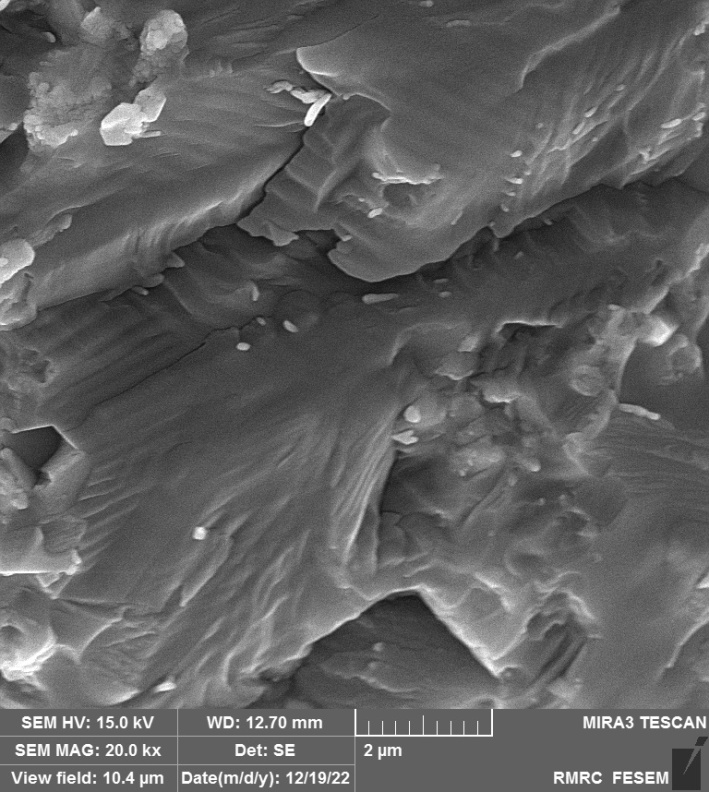 SEM HV: 15.0 kV WD: 12.70 mm MIRA3 TESCAN
SEM MAG: 20.0 kx Det: SE 2 µm
View field: 10.4 µm Date(m/d/y): 12/19/22 RMRC FESEM